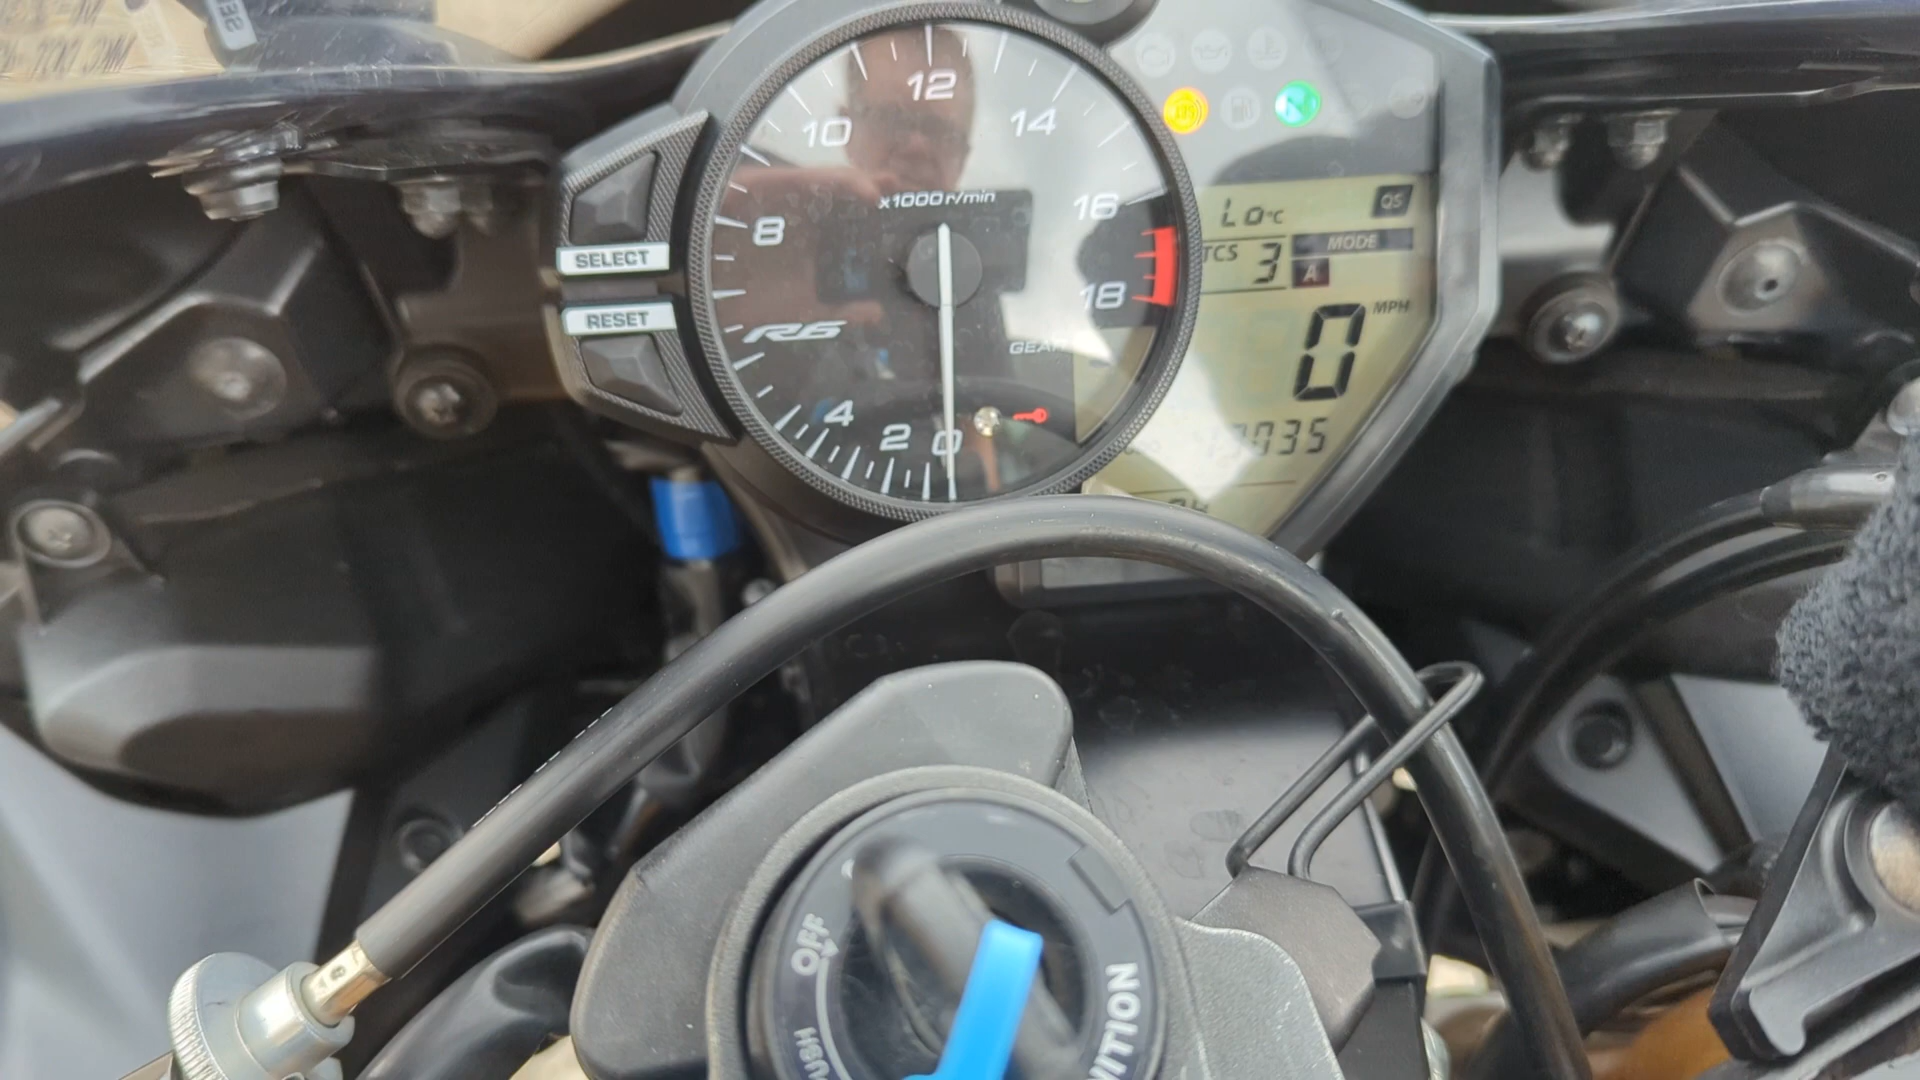 12
10
14
x1000 r/min
16
8
Lo°C
QS
SELECT
TCS 3
MODE
A
18
RESET
R6
0
MPH
GEAR
4
2
0
OFF
PUSH
IGNITION